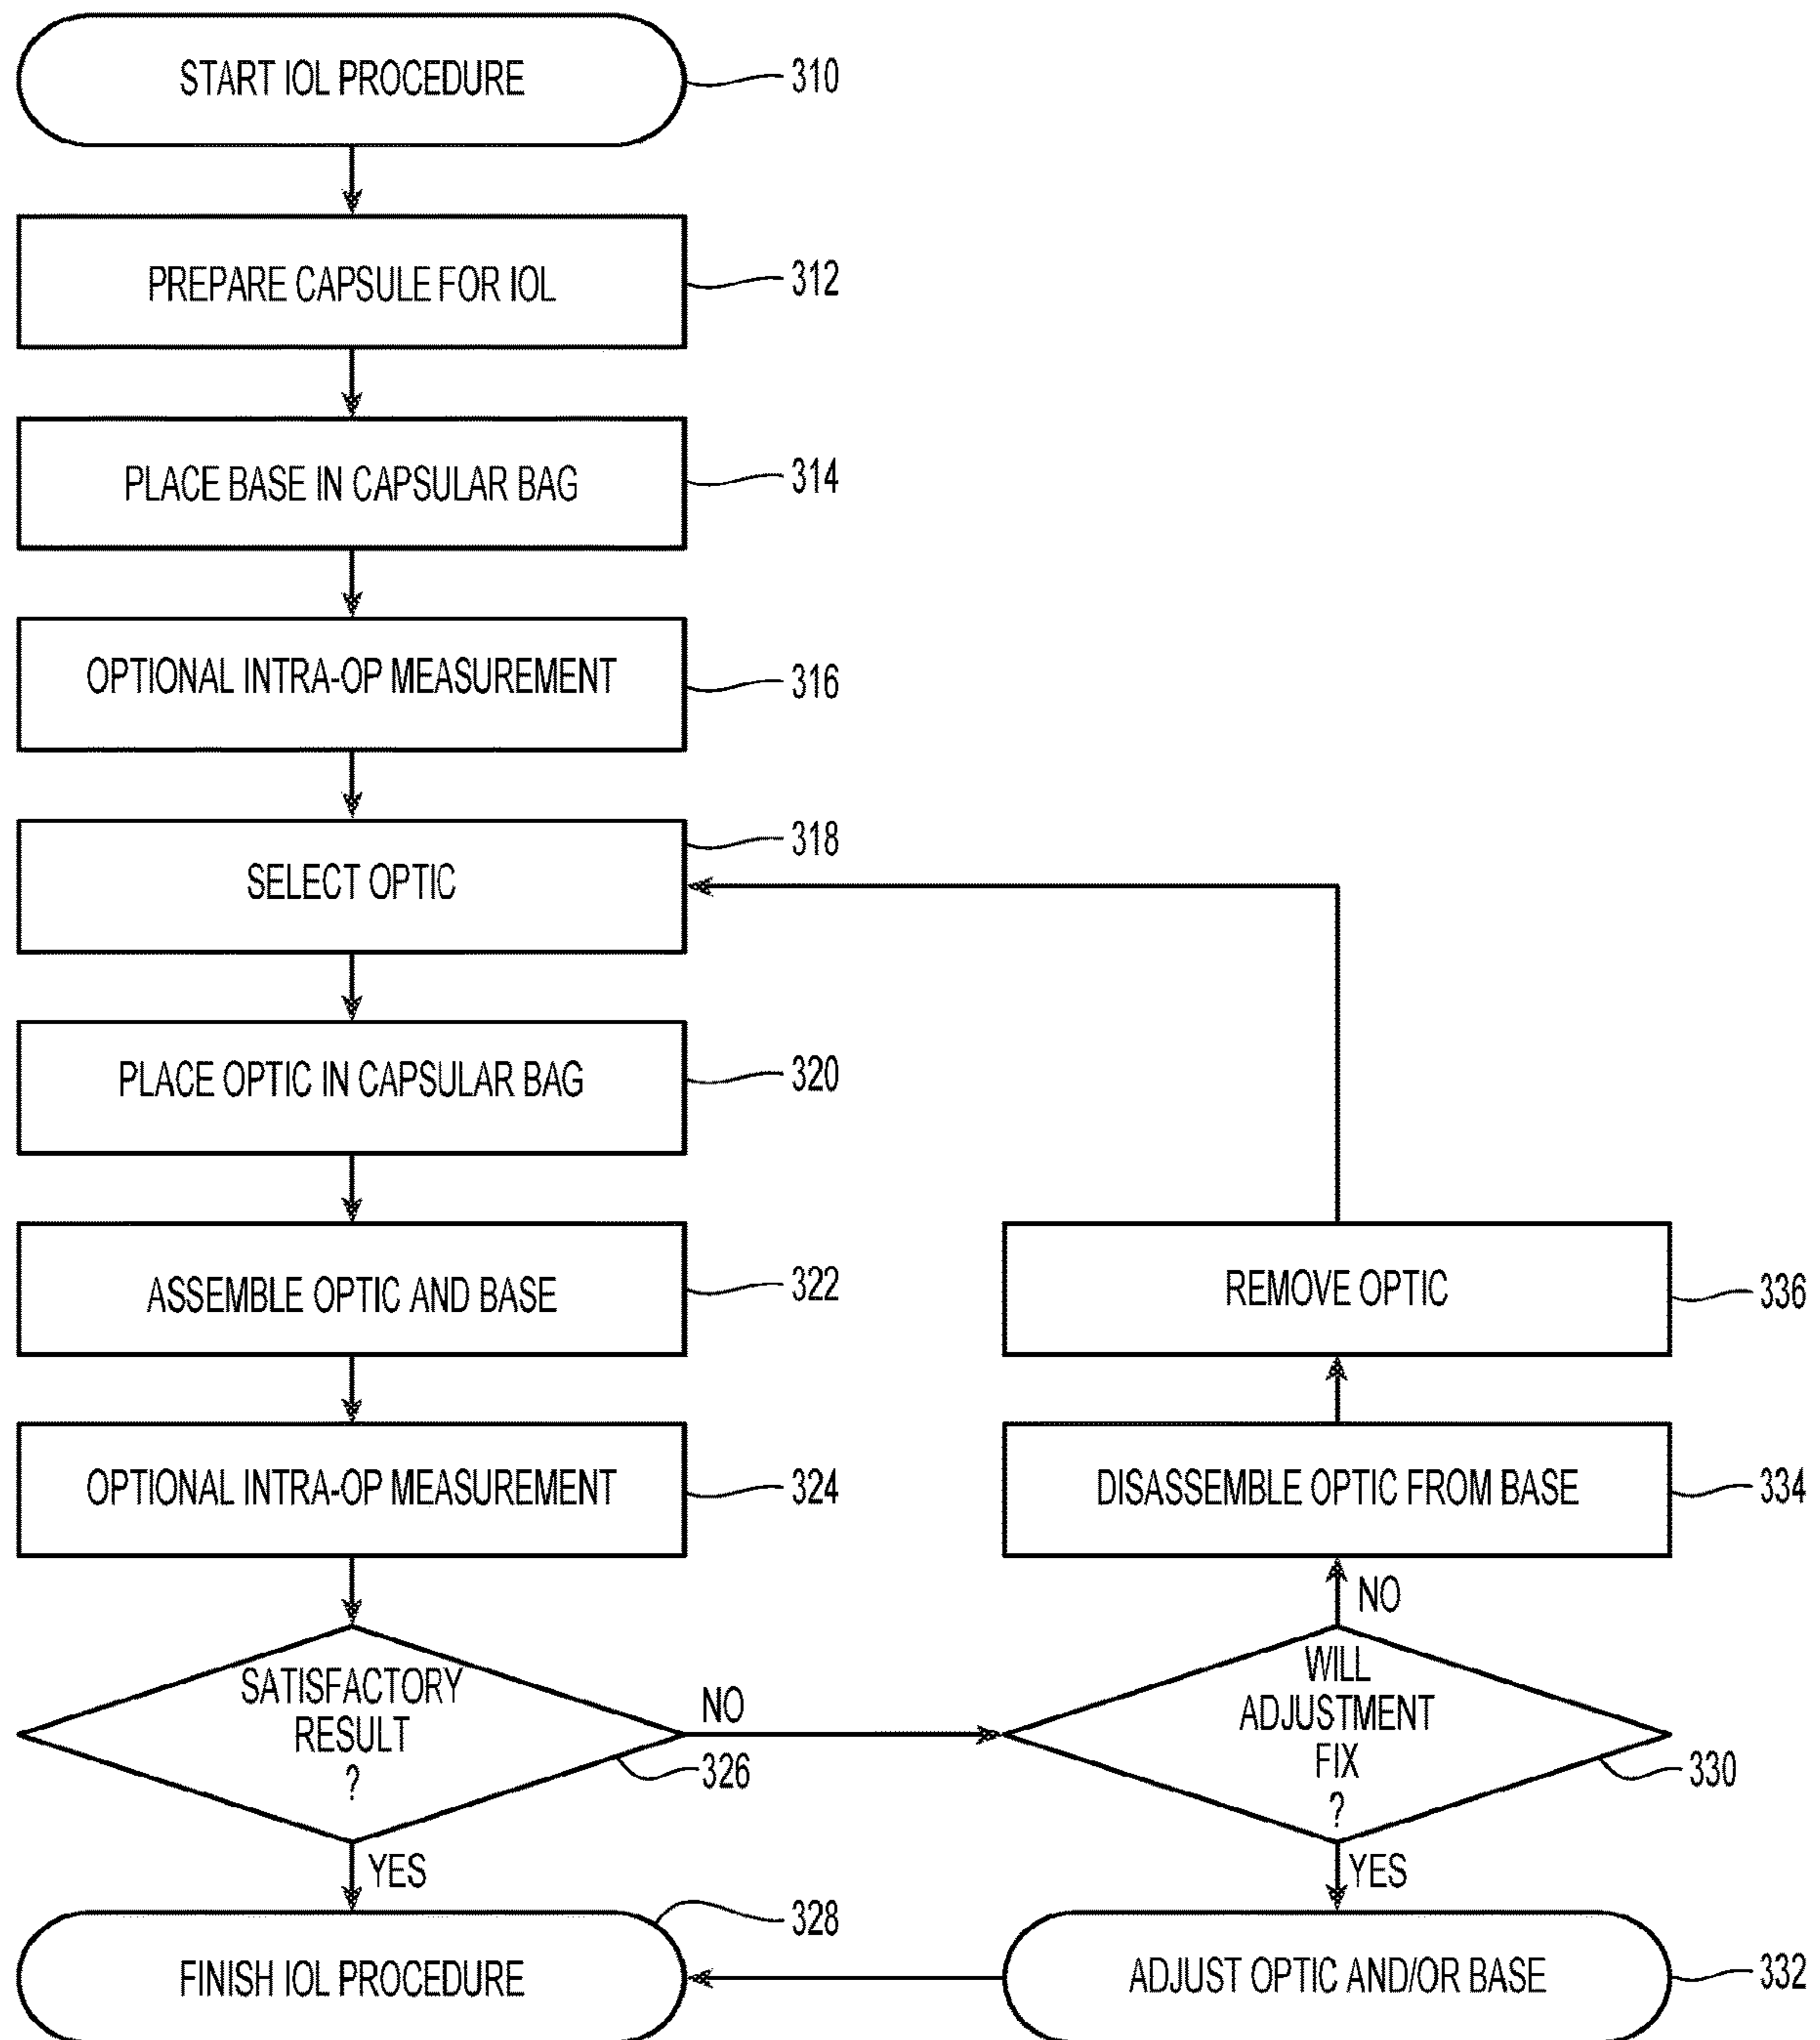 START IOL PROCEDURE
310
PREPARE CAPSULE FOR IOL
312
PLACE BASE IN CAPSULAR BAG
314
OPTIONAL INTRA-OP MEASUREMENT
316
SELECT OPTIC
318
PLACE OPTIC IN CAPSULAR BAG
320
ASSEMBLE OPTIC AND BASE
322
OPTIONAL INTRA-OP MEASUREMENT
324
SATISFACTORY
RESULT
?
326
NO
YES
FINISH IOL PROCEDURE
328
WILL
ADJUSTMENT
FIX
?
330
YES
ADJUST OPTIC AND/OR BASE
332
NO
DISASSEMBLE OPTIC FROM BASE
334
REMOVE OPTIC
336